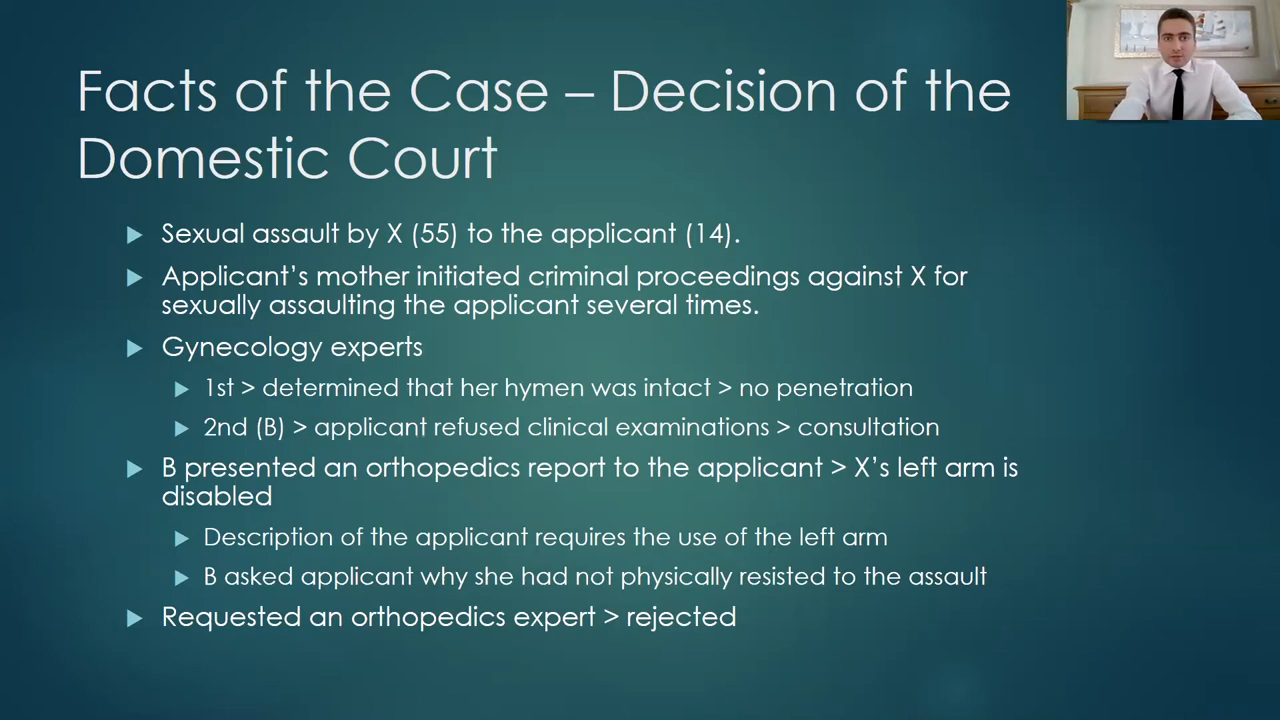 Facts of the Case – Decision of the
Domestic Court
Sexual assault by X (55) to the applicant (14).
Applicant's mother initiated criminal proceedings against X for
sexually assaulting the applicant several times.
Gynecology experts
1st > determined that her hymen was intact > no penetration
2nd (B) > applicant refused clinical examinations > consultation
B presented an orthopedics report to the applicant > X's left arm is
disabled
Description of the applicant requires the use of the left arm
B asked applicant why she had not physically resisted to the assault
Requested an orthopedics expert > rejected